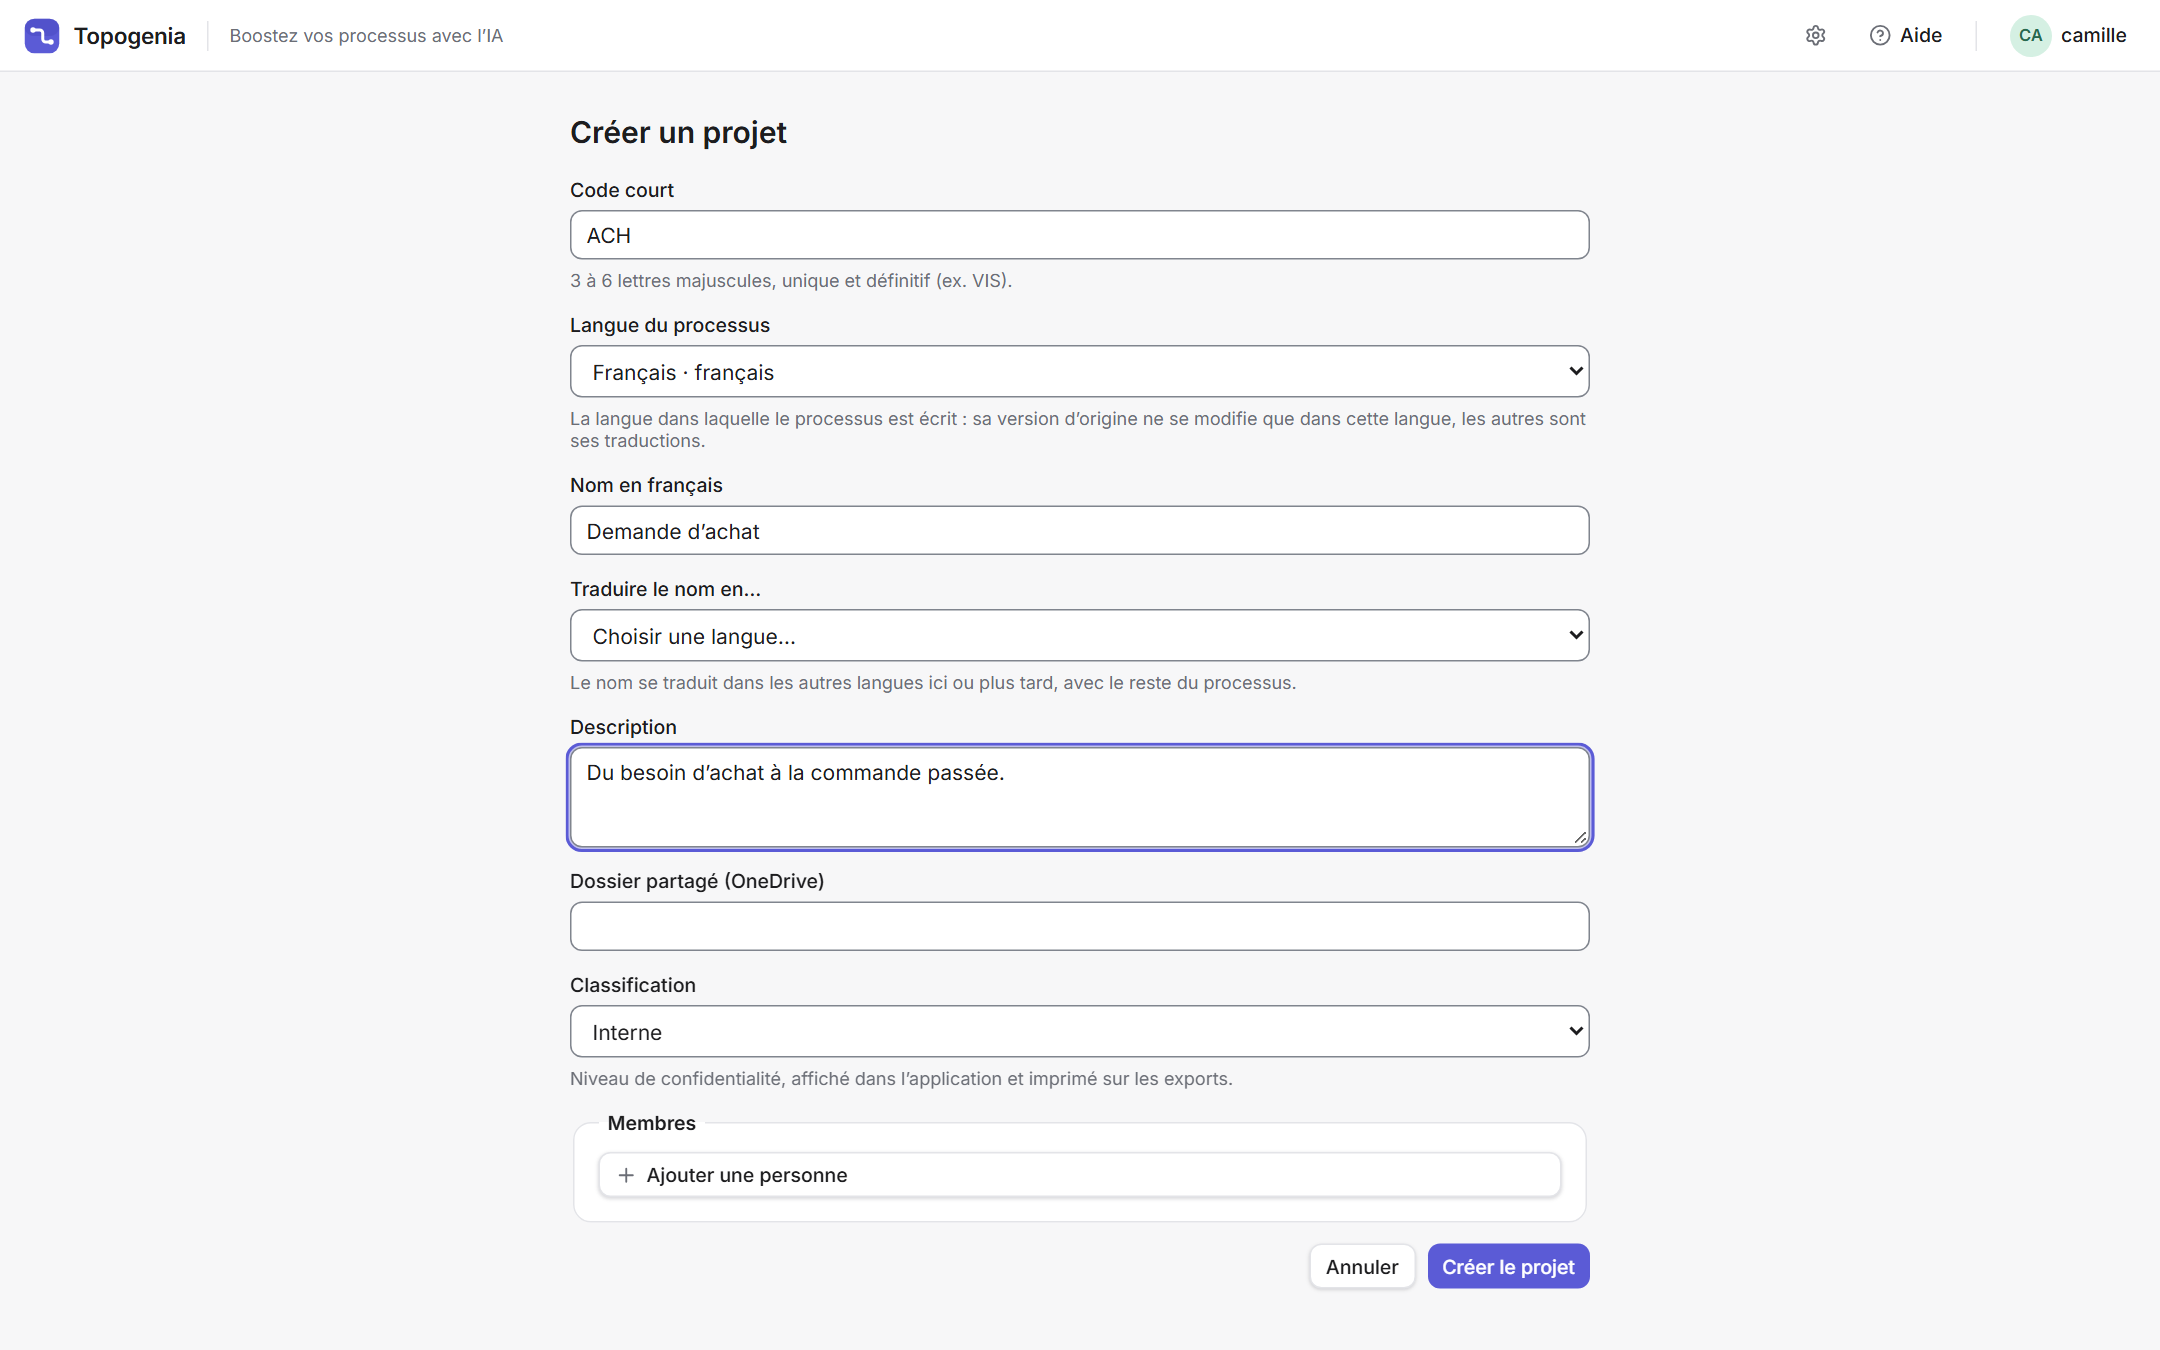 Topogenia
Boostez vos processus avec l’IA
Aide
CA
camille
Créer un projet
Code court
ACH
3 à 6 lettres majuscules, unique et définitif (ex. VIS).
Langue du processus
Français · français
La langue dans laquelle le processus est écrit : sa version d’origine ne se modifie que dans cette langue, les autres sont
ses traductions.
Nom en français
Demande d’achat
Traduire le nom en…
Choisir une langue…
Le nom se traduit dans les autres langues ici ou plus tard, avec le reste du processus.
Description
Du besoin d’achat à la commande passée.
Dossier partagé (OneDrive)
Classification
Interne
Niveau de confidentialité, affiché dans l’application et imprimé sur les exports.
Membres
Ajouter une personne
Annuler
Créer le projet